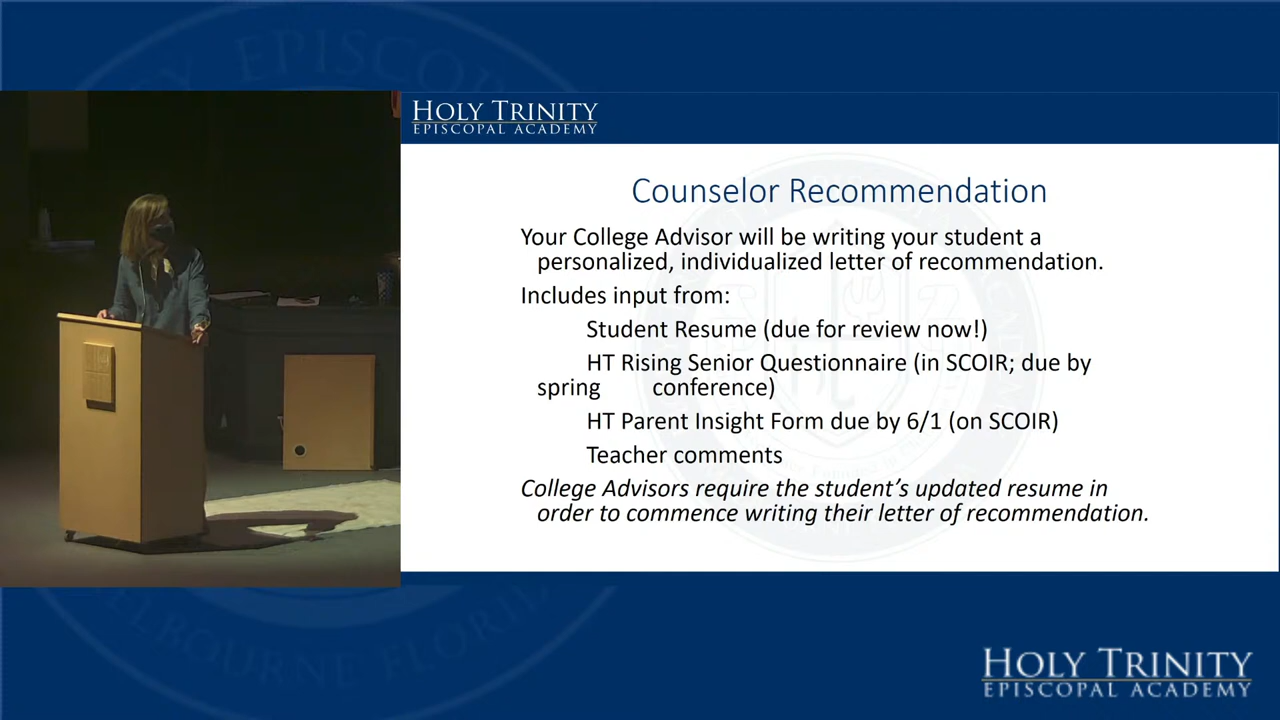 EPISCOP
HOLY TRINITY
EPISCOPAL ACADEMY
Counselor Recommendation
Your College Advisor will be writing your student a
personalized, individualized letter of recommendation.
Includes input from:
Student Resume (due for review now!)
HT Rising Senior Questionnaire (in SCOIR; due by
spring conference)
HT Parent Insight Form due by 6/1 (on SCOIR)
Teacher comments
College Advisors require the student’s updated resume in
order to commence writing their letter of recommendation.
ELBOURNE FLORID
HOLY TRINITY
EPISCOPAL ACADEMY